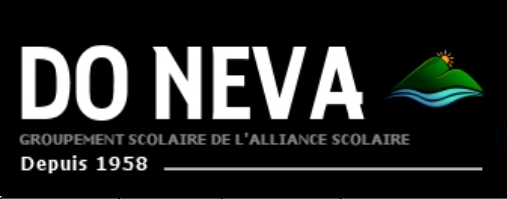 DO NEVA
GROUPEMENT SCOLAIRE DE L'ALLIANCE SCOLAIRE
Depuis 1958